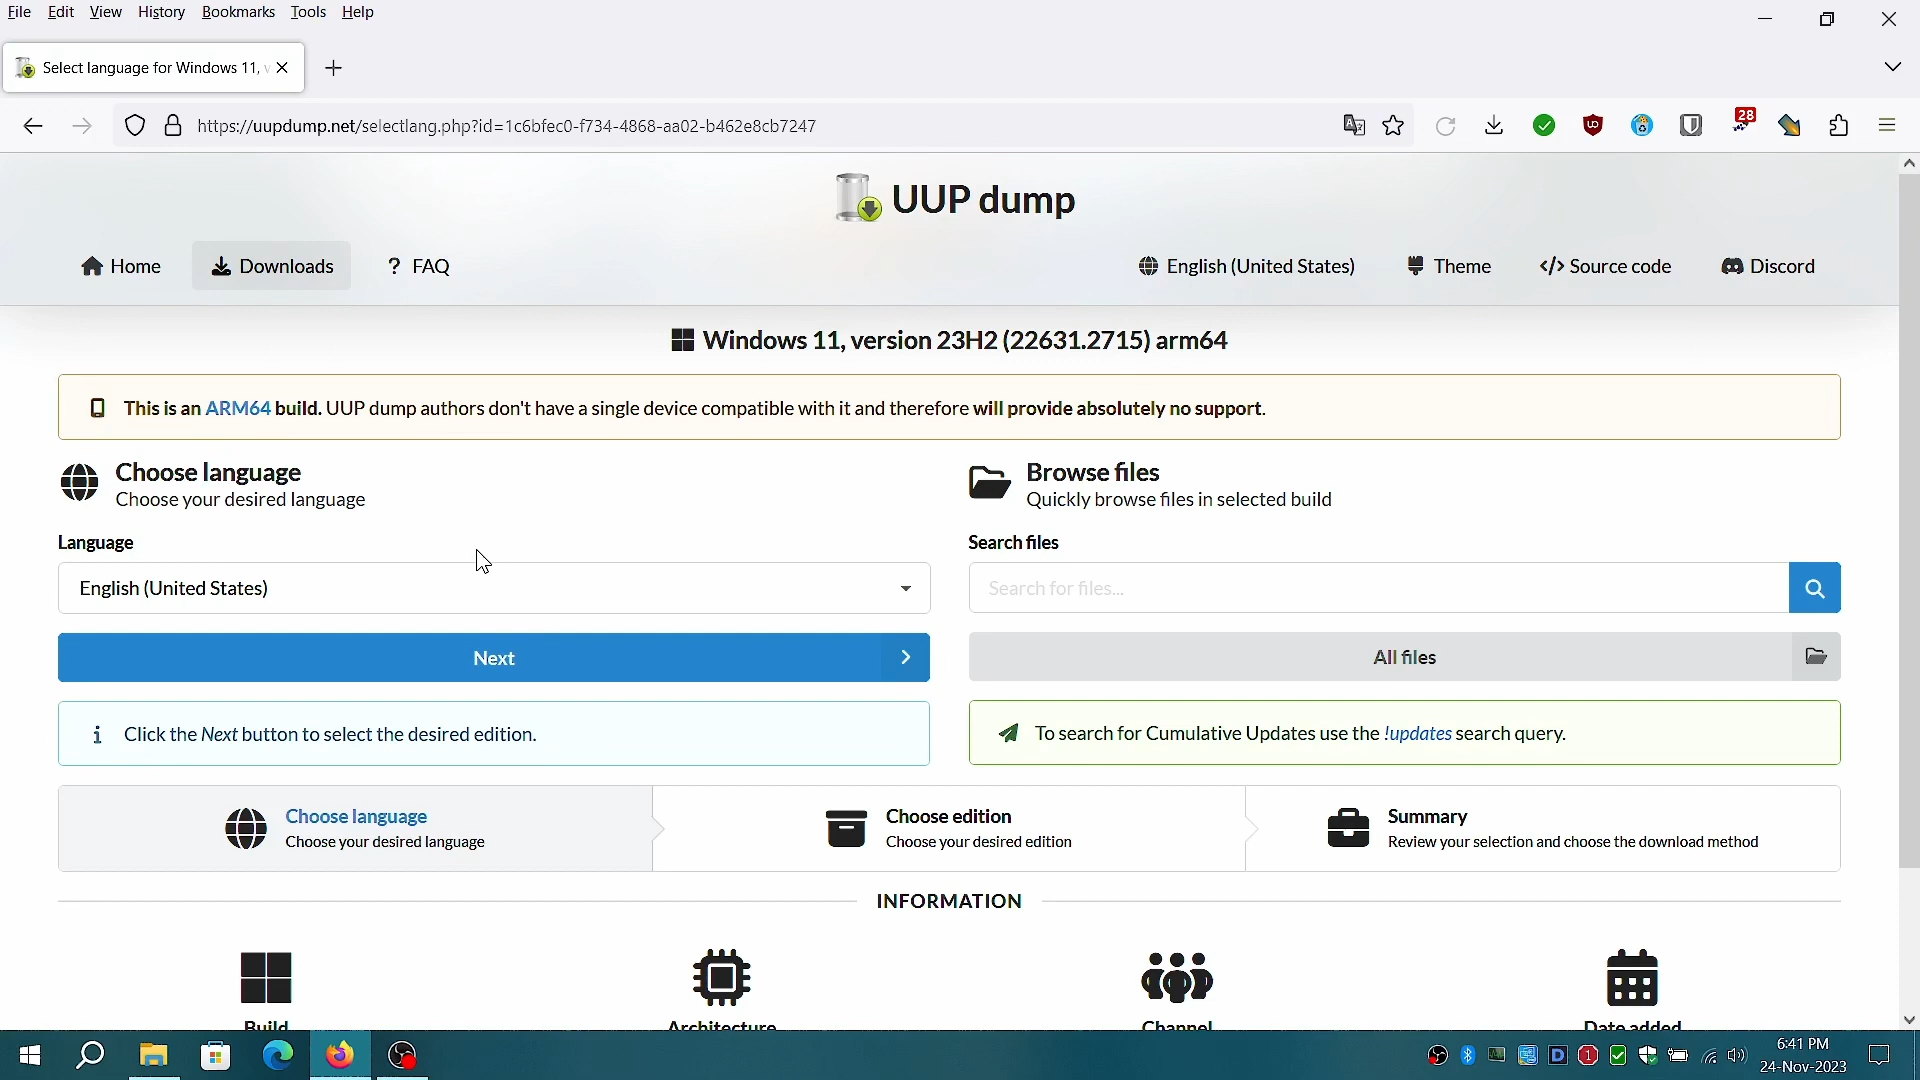 File Edit View History Bookmarks Tools Help
Select language for Windows 11,
https://uupdump.net/selectlang.php?id=1c6bfec0-f734-4868-aa02-b462e8cb7247
28
UUP dump
Home Downloads ? FAQ English (United States) Theme </> Source code Discord
Windows 11, version 23H2 (22631.2715) arm64
This is an ARM64 build. UUP dump authors don't have a single device compatible with it and therefore will provide absolutely no support.
Choose language
Choose your desired language
Language
English (United States)
Next
Click the Next button to select the desired edition.
Browse files
Quickly browse files in selected build
Search files
Search for files...
All files
To search for Cumulative Updates use the !updates search query.
Choose language
Choose your desired language
Choose edition
Choose your desired edition
Summary
Review your selection and choose the download method
INFORMATION
Build Architecture Channel Date added
6:41 PM
24-Nov-2023